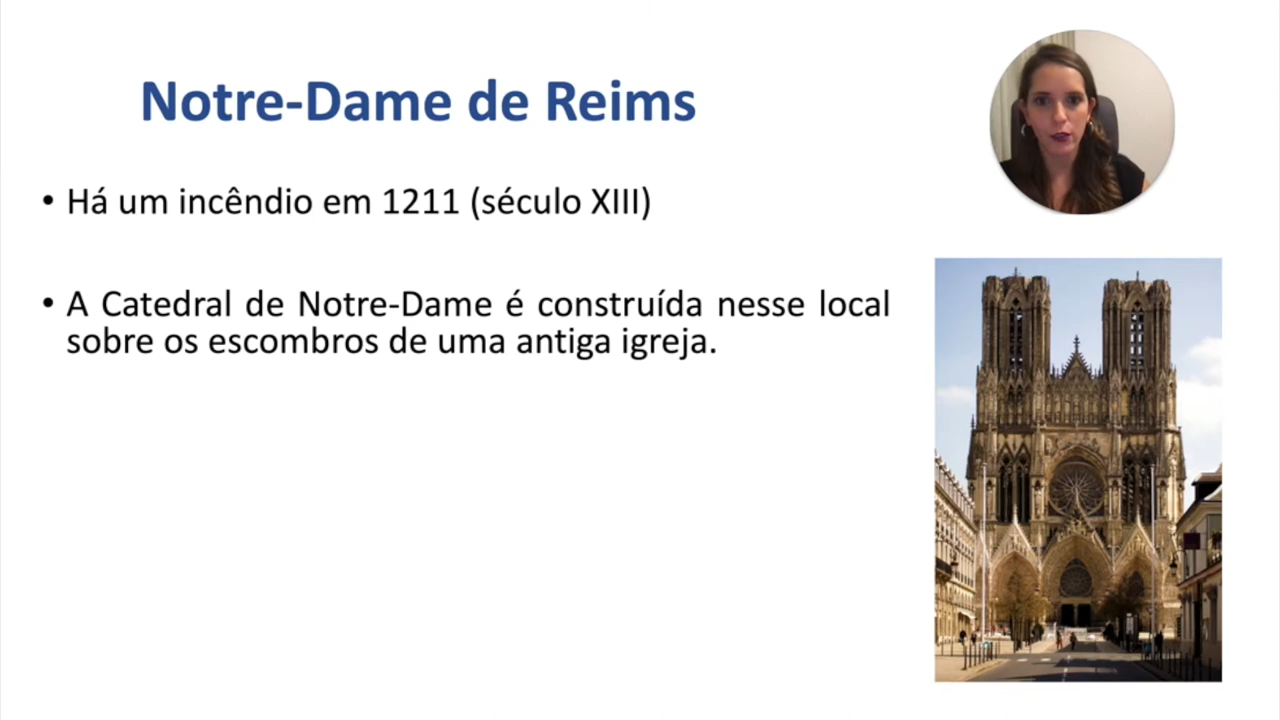 Notre-Dame de Reims
• Há um incêndio em 1211 (século XIII)
• A Catedral de Notre-Dame é construída nesse local
sobre os escombros de uma antiga igreja.